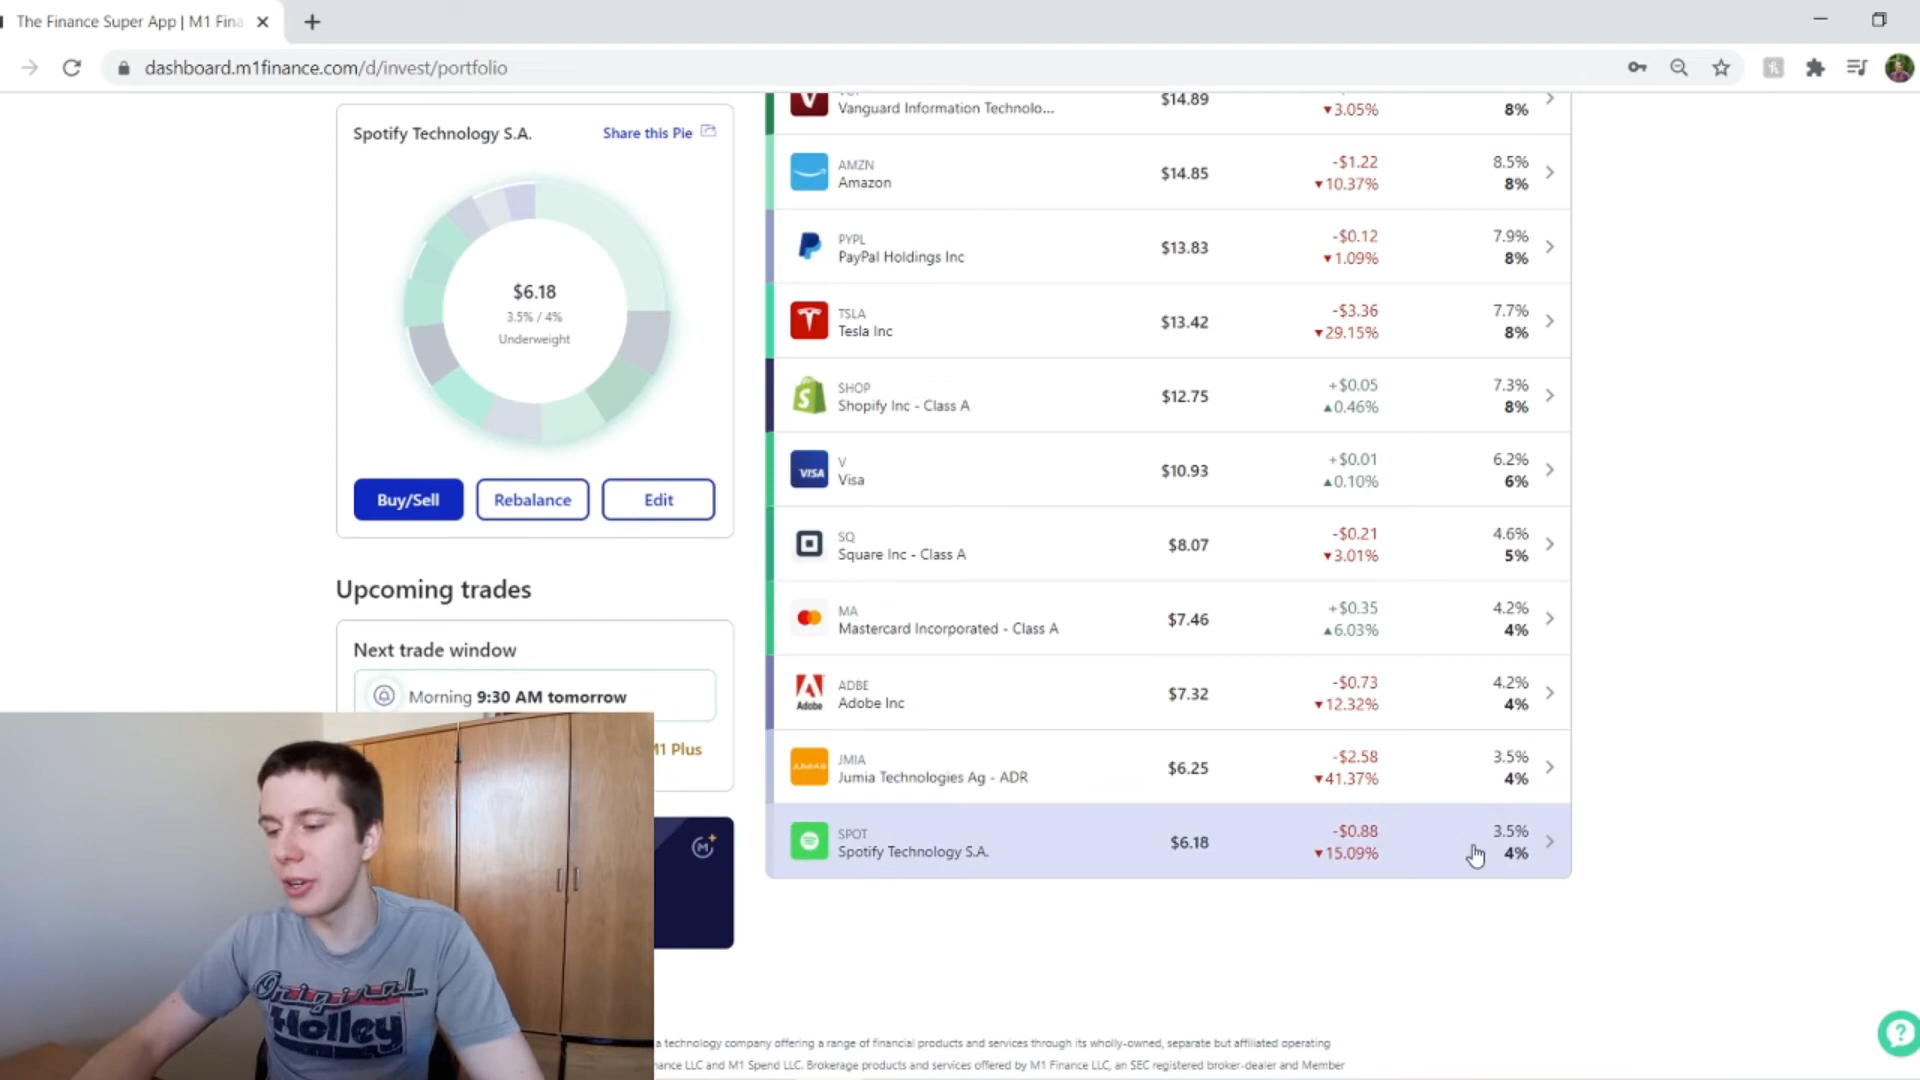 The Finance Super App | M1 Fina
dashboard.m1finance.com/d/invest/portfolio
Spotify Technology S.A.
Share this Pie
$6.18
3.5% / 4%
Underweight
Buy/Sell
Rebalance
Edit
Upcoming trades
Next trade window
Morning 9:30 AM tomorrow
M1 Plus
Vanguard Information Technolo...
$14.89
▼3.05%
8%
AMZN
Amazon
$14.85
-$1.22
▼10.37%
8.5%
8%
PYPL
PayPal Holdings Inc
$13.83
-$0.12
▼1.09%
7.9%
8%
TSLA
Tesla Inc
$13.42
-$3.36
▼29.15%
7.7%
8%
SHOP
Shopify Inc - Class A
$12.75
+$0.05
▲0.46%
7.3%
8%
VISA
V
Visa
$10.93
+$0.01
▲0.10%
6.2%
6%
SQ
Square Inc - Class A
$8.07
-$0.21
▼3.01%
4.6%
5%
MA
Mastercard Incorporated - Class A
$7.46
+$0.35
▲6.03%
4.2%
4%
Adobe
ADBE
Adobe Inc
$7.32
-$0.73
▼12.32%
4.2%
4%
JUMIA
JMIA
Jumia Technologies Ag - ADR
$6.25
-$2.58
▼41.37%
3.5%
4%
SPOT
Spotify Technology S.A.
$6.18
-$0.88
▼15.09%
3.5%
4%
Original
Holley
a technology company offering a range of financial products and services through its wholly-owned, separate but affiliated operating
nance LLC and M1 Spend LLC. Brokerage products and services offered by M1 Finance LLC, an SEC registered broker-dealer and Member